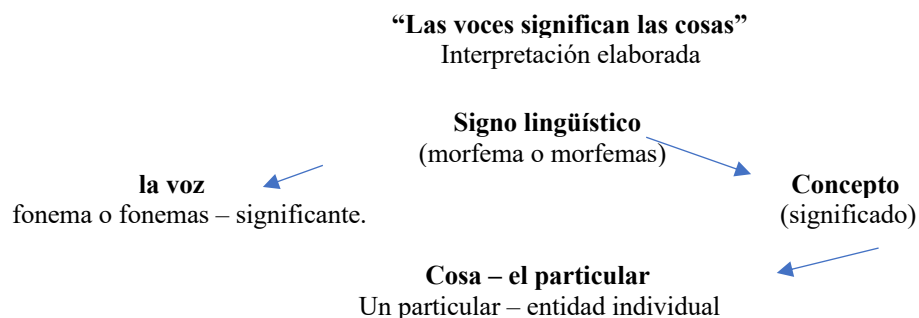 “Las voces significan las cosas”
Interpretación elaborada
Signo lingüístico
(morfema o morfemas)
la voz
fonema o fonemas – significante.
Concepto
(significado)
Cosa – el particular
Un particular – entidad individual